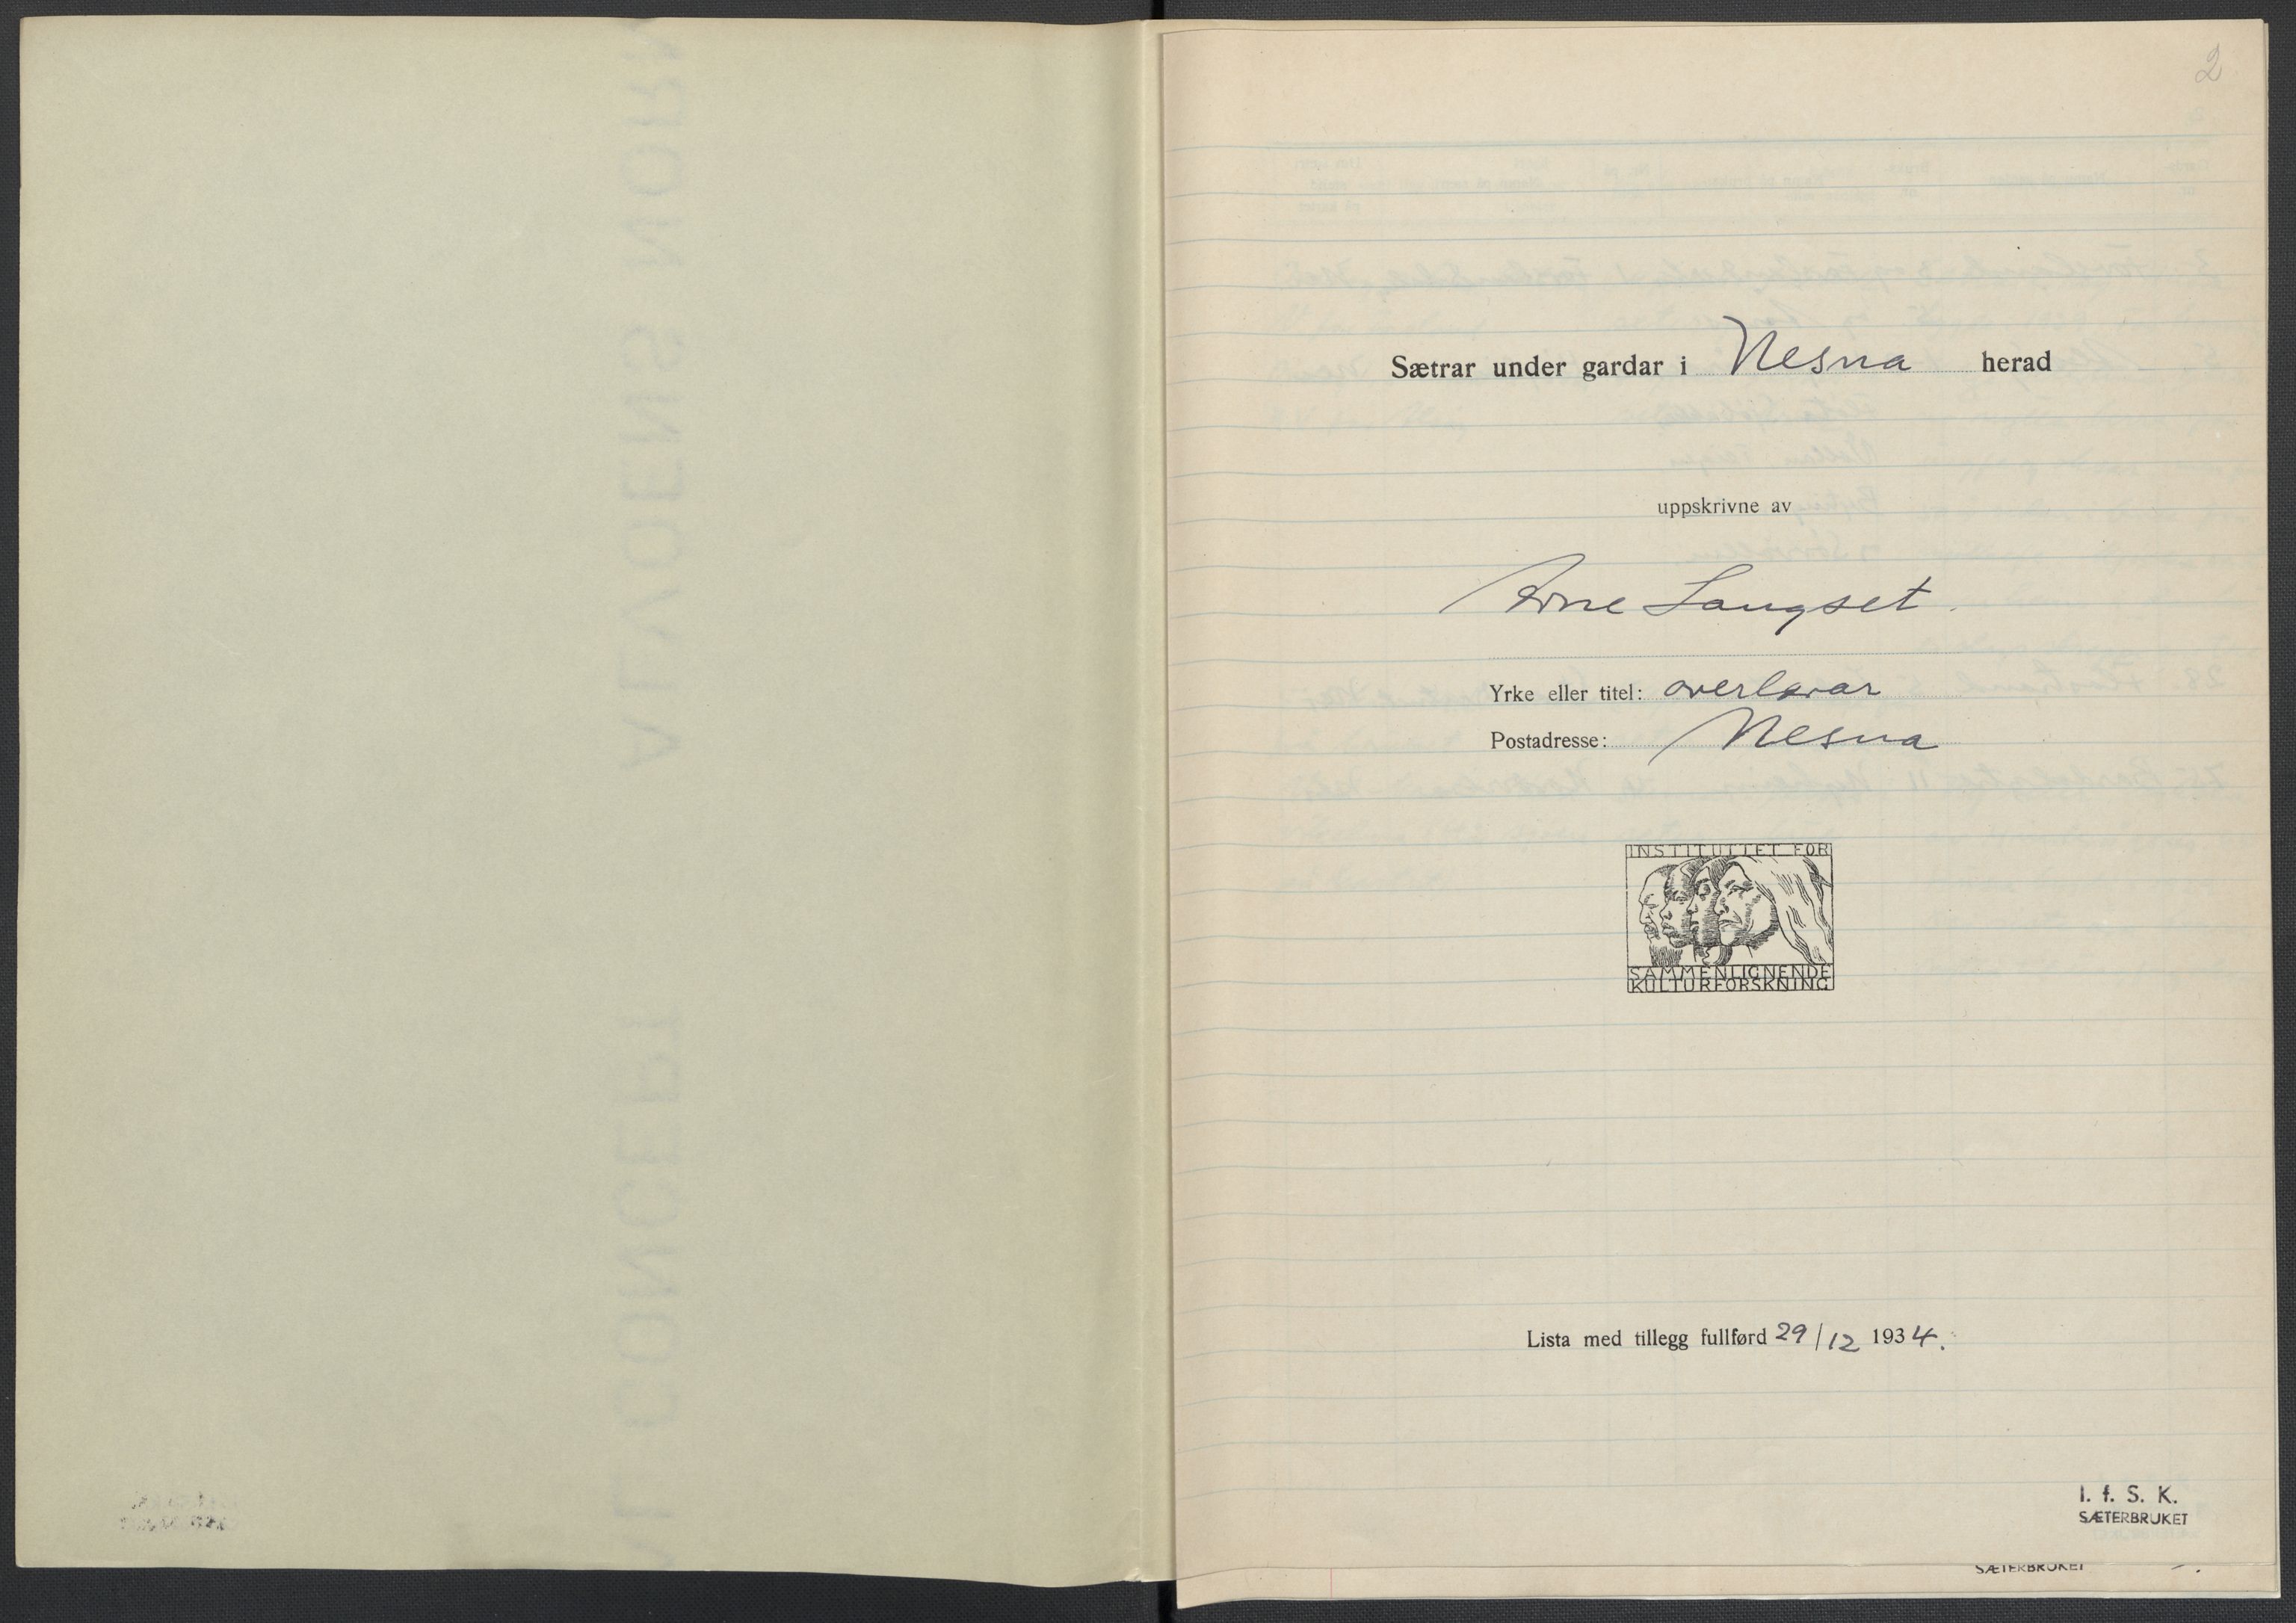 2
Sætrar under gardar i Nesna herad
uppskrivne av
Arne Langset.
Yrke eller titel: overlærar
Postadresse: Nesna
INSTITUTTET FOR
SAMMENLIGNENDE
KULTURFORSKNING
Lista med tillegg fullførd 29/12 1934.
I. f. S. K.
SÆTERBRUKET
SÆTERBRUKET